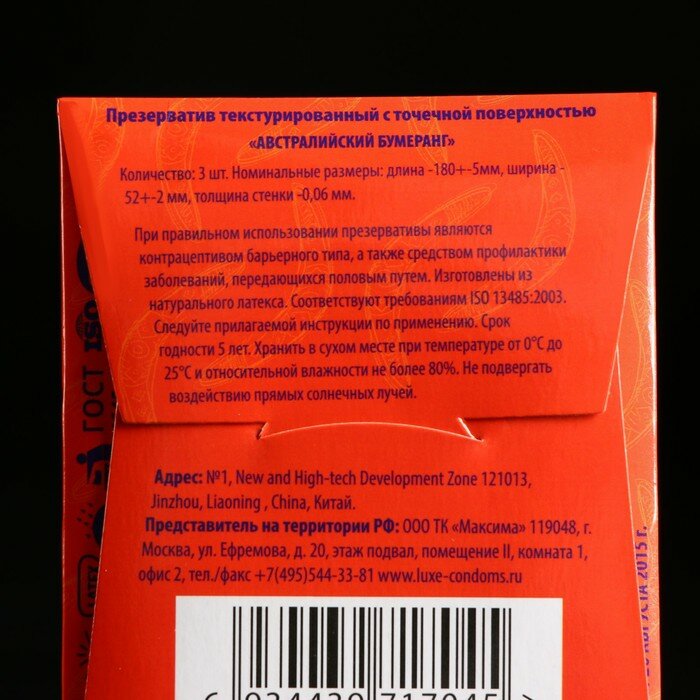 Презерватив текстурированный с точечной поверхностью
«АВСТРАЛИЙСКИЙ БУМЕРАНГ»
Количество: 3 шт. Номинальные размеры: длина -180+-5мм, ширина -
52+-2 мм, толщина стенки -0,06 мм.
При правильном использовании презервативы являются
контрацептивом барьерного типа, а также средством профилактики
заболеваний, передающихся половым путем. Изготовлены из
натурального латекса. Соответствуют требованиям ISO 13485:2003.
Следуйте прилагаемой инструкции по применению. Срок
годности 5 лет. Хранить в сухом месте при температуре от 0°С до
25°С и относительной влажности не более 80%. Не подвергать
воздействию прямых солнечных лучей.
Адрес: №1, New and High-tech Development Zone 121013,
Jinzhou, Liaoning , China, Китай.
Представитель на территории РФ: ООО ТК «Максима» 119048, г.
Москва, ул. Ефремова, д. 20, этаж подвал, помещение II, комната 1,
офис 2, тел./факс +7(495)544-33-81 www.luxe-condoms.ru
ISO
ГОСТ
LATEX
АВГУСТА 2015 г.